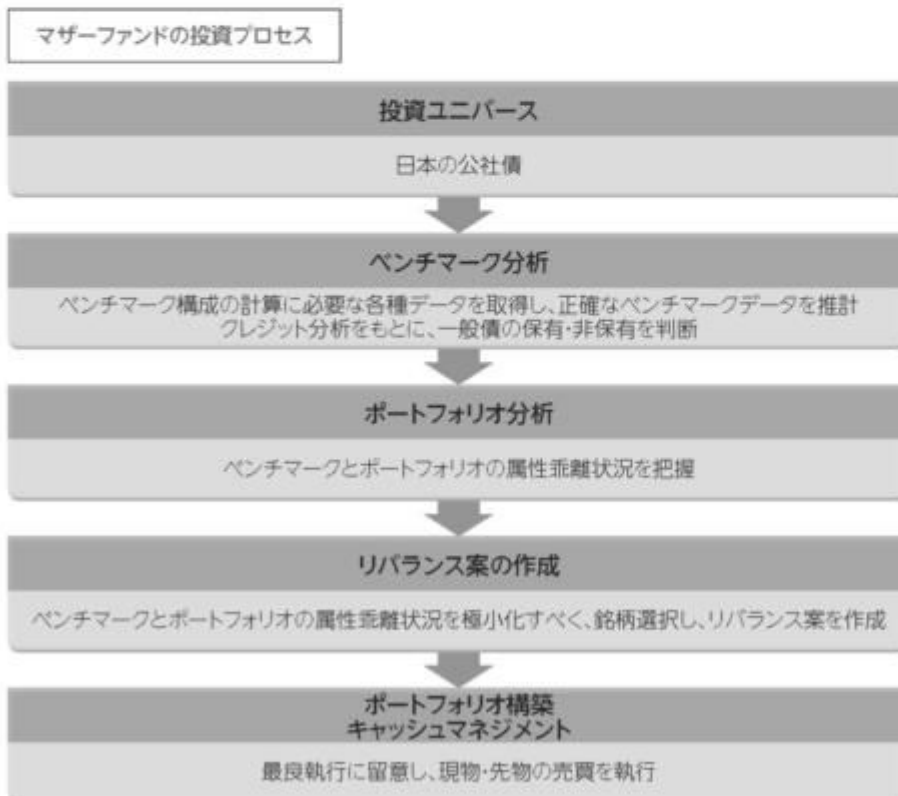 マザーファンドの投資プロセス
投資ユニバース
日本の公社債
ベンチマーク分析
ベンチマーク構成の計算に必要な各種データを取得し、正確なベンチマークデータを推計
クレジット分析をもとに、一般債の保有・非保有を判断
ポートフォリオ分析
ベンチマークとポートフォリオの属性乖離状況を把握
リバランス案の作成
ベンチマークとポートフォリオの属性乖離状況を極小化すべく、銘柄選択し、リバランス案を作成
ポートフォリオ構築
キャッシュマネジメント
最良執行に留意し、現物・先物の売買を執行